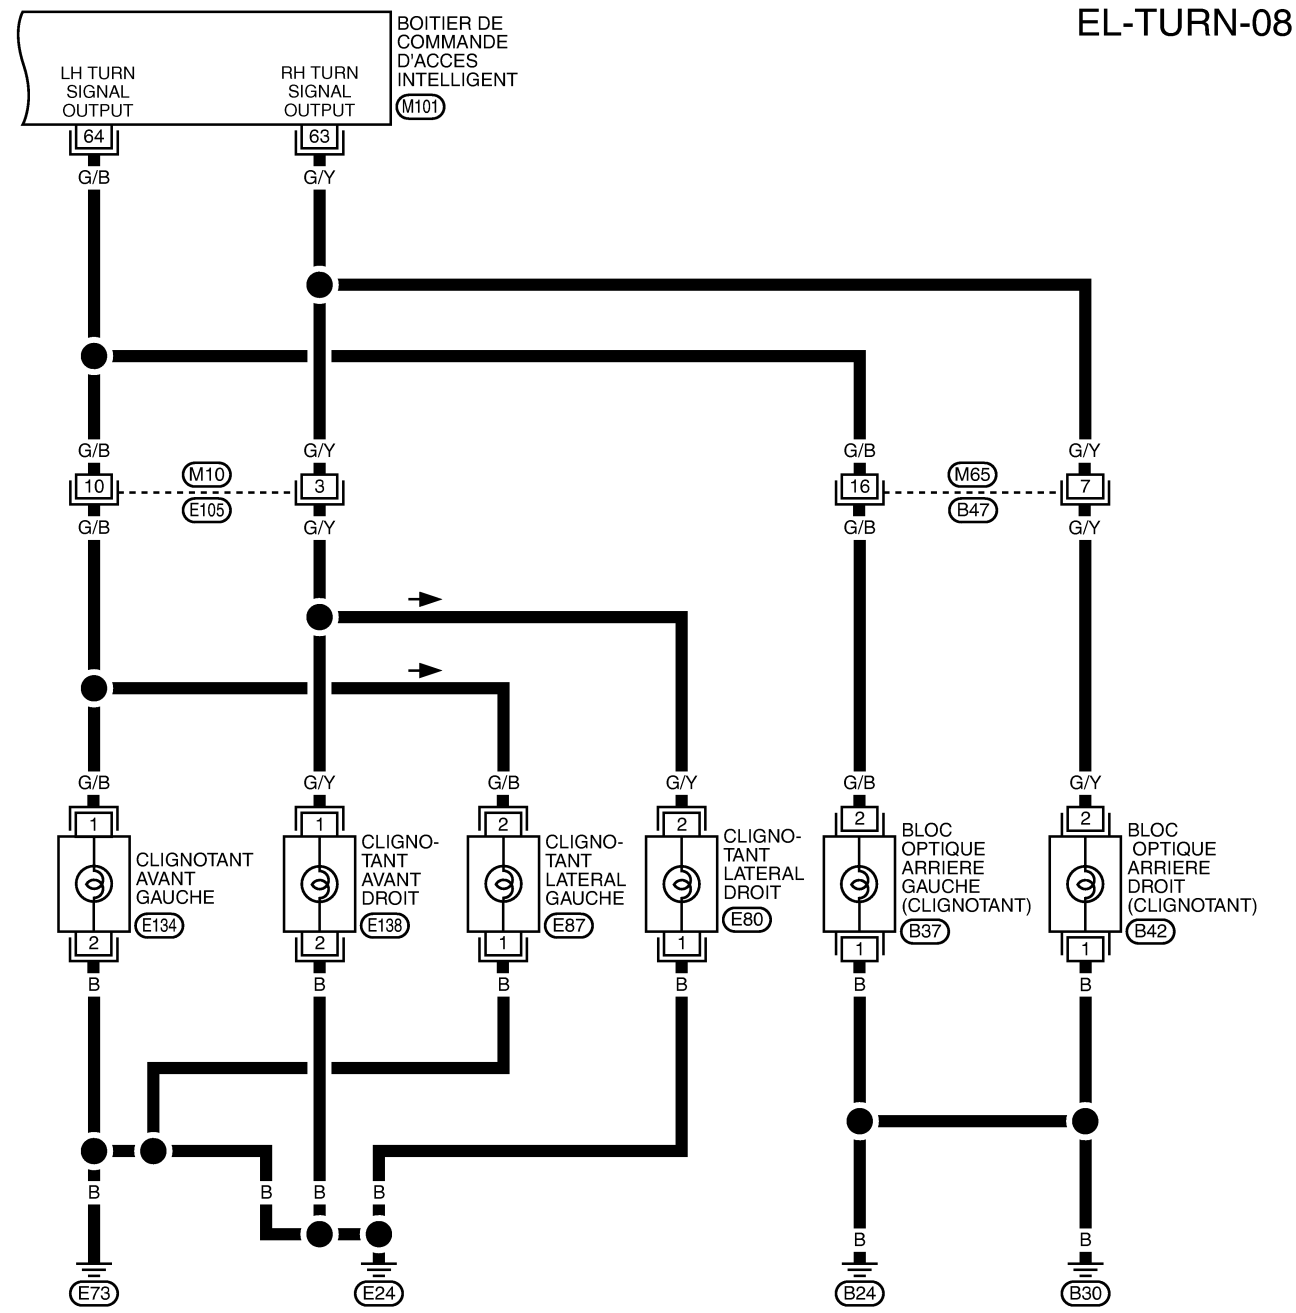 EL-TURN-08
BOITIER DE
COMMANDE
D'ACCES
INTELLIGENT
M101
LH TURN
SIGNAL
OUTPUT
RH TURN
SIGNAL
OUTPUT
64
63
G/B
G/Y
G/B
G/Y
G/B
G/Y
10
M10
E105
3
16
M65
B47
7
G/B
G/Y
G/B
G/Y
G/B
G/Y
G/B
G/Y
G/B
G/Y
1
1
2
2
2
2
CLIGNOTANT
AVANT
GAUCHE
E134
CLIGNO-
TANT
AVANT
DROIT
E138
CLIGNO-
TANT
LATERAL
GAUCHE
E87
CLIGNO-
TANT
LATERAL
DROIT
E80
BLOC
OPTIQUE
ARRIERE
GAUCHE
(CLIGNOTANT)
B37
BLOC
OPTIQUE
ARRIERE
DROIT
(CLIGNOTANT)
B42
2
2
1
1
1
1
B
B
B
B
B
B
B
B
B
B
B
B
E73
E24
B24
B30